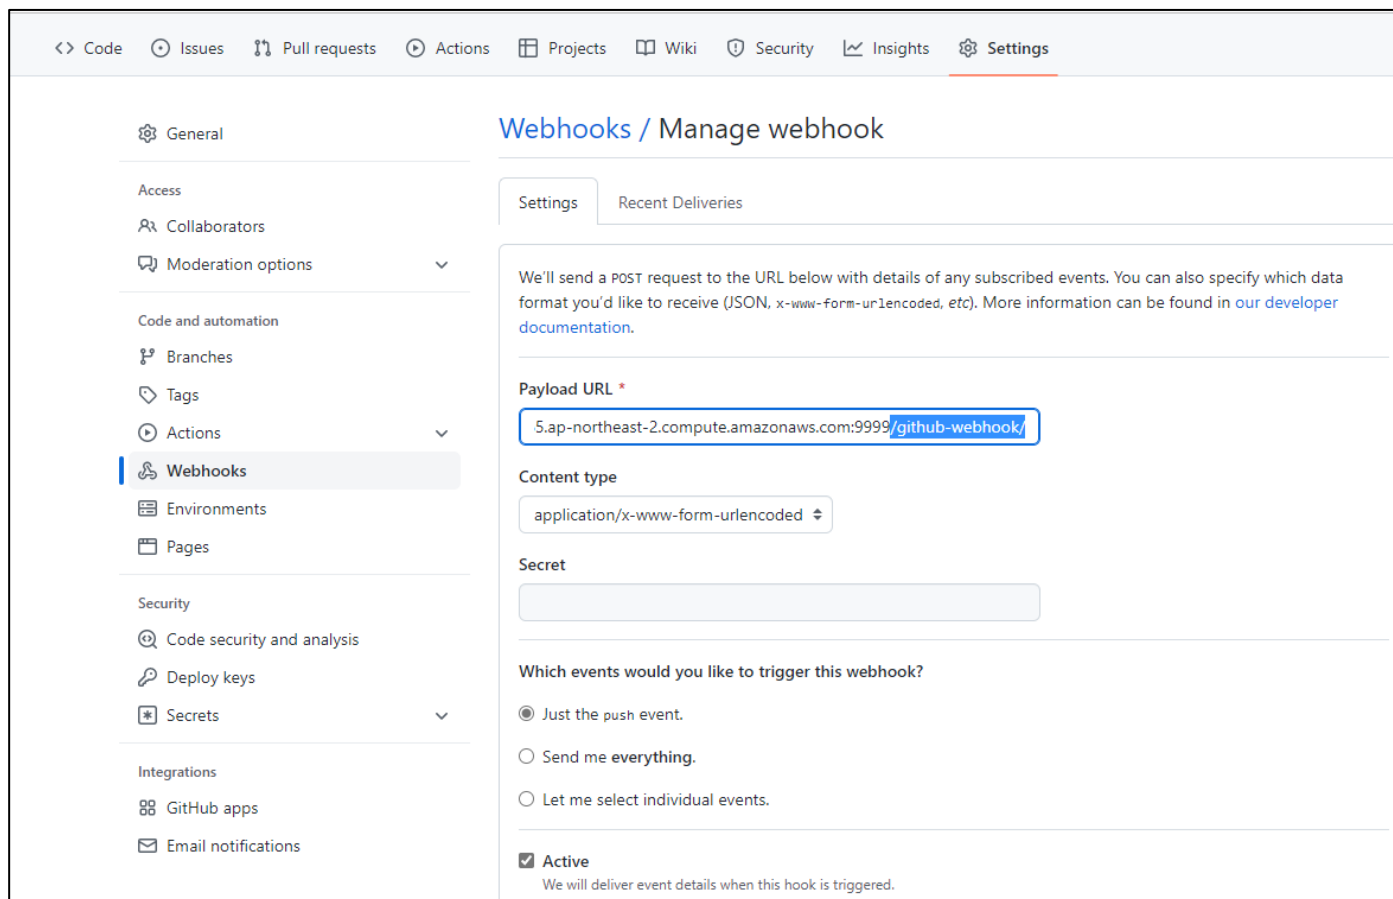 Code Issues Pull requests Actions Projects Wiki Security Insights Settings
General
Access
Collaborators
Moderation options
Code and automation
Branches
Tags
Actions
Webhooks
Environments
Pages
Security
Code security and analysis
Deploy keys
Secrets
Integrations
GitHub apps
Email notifications
Webhooks / Manage webhook
Settings Recent Deliveries
We'll send a POST request to the URL below with details of any subscribed events. You can also specify which data
format you'd like to receive (JSON, x-www-form-urlencoded, etc). More information can be found in our developer
documentation.
Payload URL *
5.ap-northeast-2.compute.amazonaws.com:9999/github-webhook/
Content type
application/x-www-form-urlencoded
Secret
Which events would you like to trigger this webhook?
Just the push event.
Send me everything.
Let me select individual events.
Active
We will deliver event details when this hook is triggered.